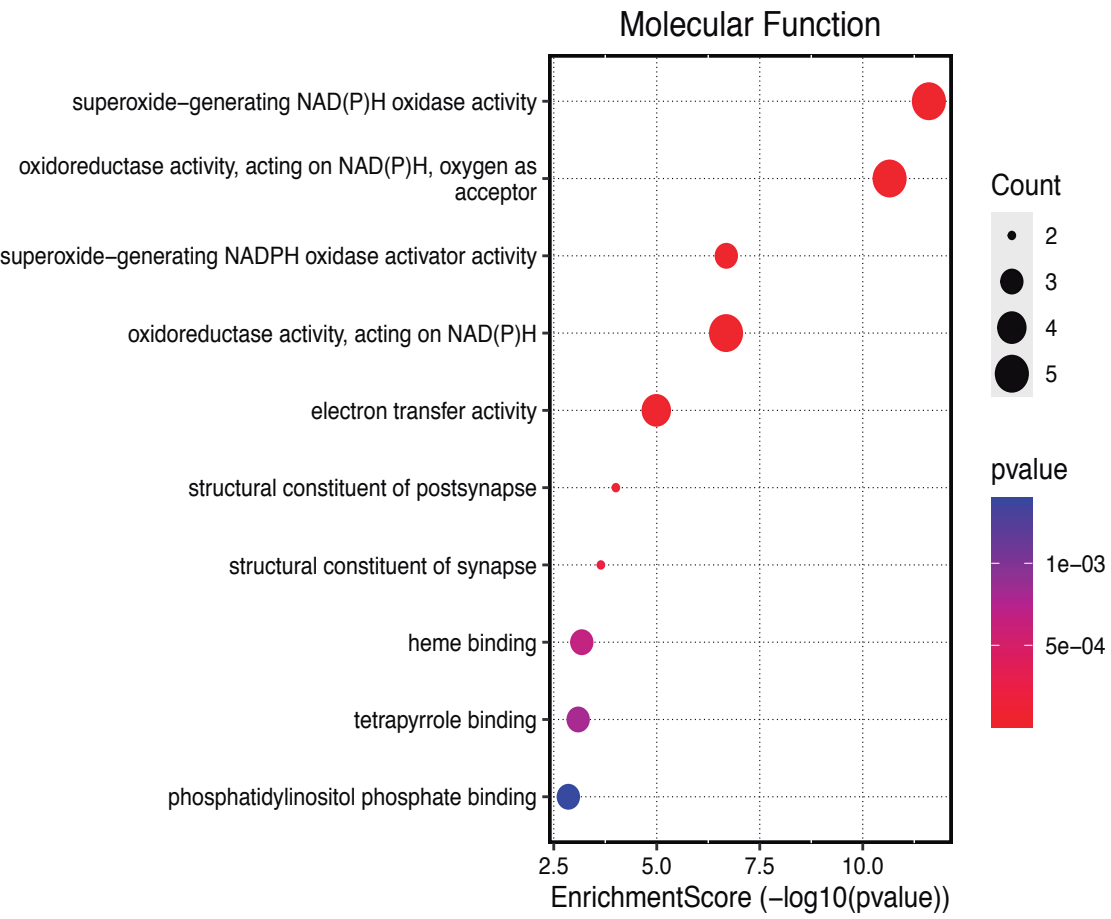 Molecular Function
superoxide−generating NAD(P)H oxidase activity
oxidoreductase activity, acting on NAD(P)H, oxygen as
acceptor
superoxide−generating NADPH oxidase activator activity
oxidoreductase activity, acting on NAD(P)H
electron transfer activity
structural constituent of postsynapse
structural constituent of synapse
heme binding
tetrapyrrole binding
phosphatidylinositol phosphate binding
2.5 5.0 7.5 10.0
EnrichmentScore (−log10(pvalue))
Count
2
3
4
5
pvalue
1e−03
5e−04